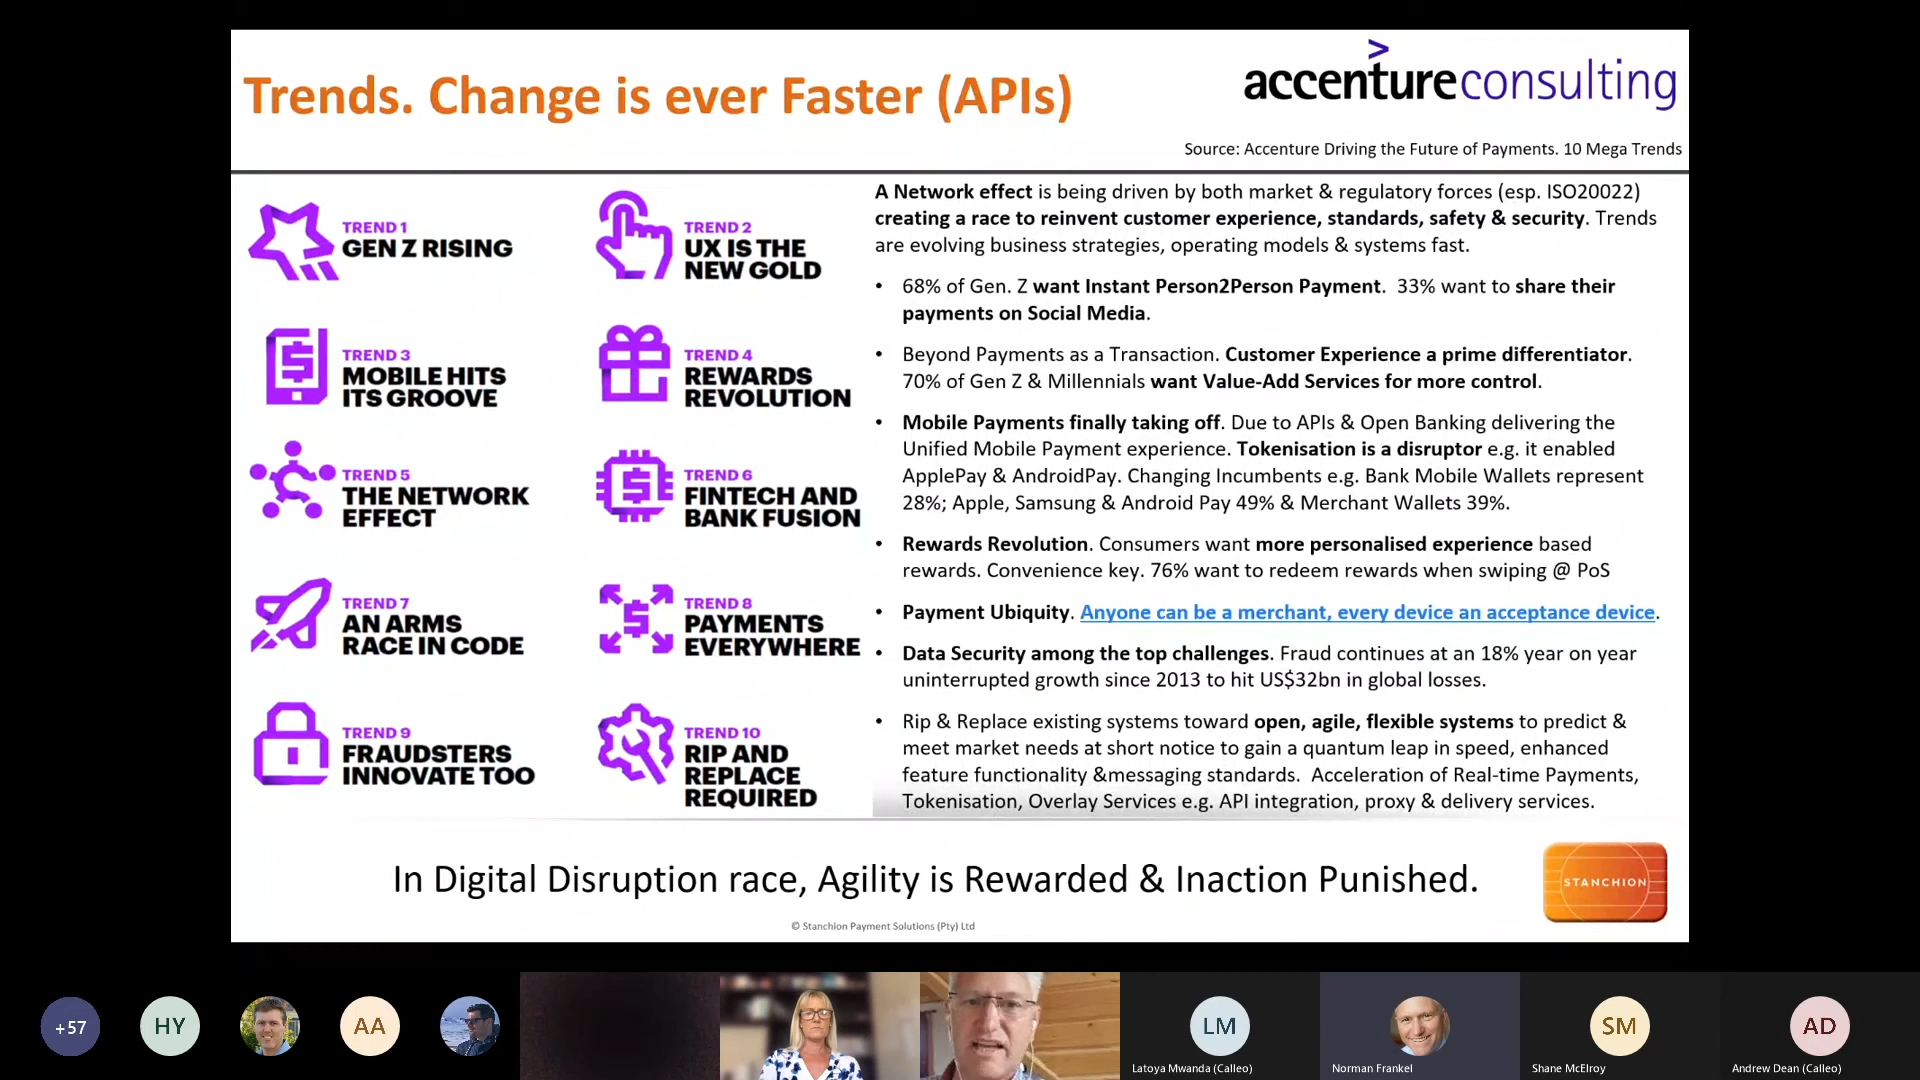 Trends. Change is ever Faster (APIs)
accentureconsulting
Source: Accenture Driving the Future of Payments. 10 Mega Trends
TREND 1
GEN Z RISING
TREND 2
UX IS THE
NEW GOLD
TREND 3
MOBILE HITS
ITS GROOVE
TREND 4
REWARDS
REVOLUTION
TREND 5
THE NETWORK
EFFECT
TREND 6
FINTECH AND
BANK FUSION
TREND 7
AN ARMS
RACE IN CODE
TREND 8
PAYMENTS
EVERYWHERE
TREND 9
FRAUDSTERS
INNOVATE TOO
TREND 10
RIP AND
REPLACE
REQUIRED
A Network effect is being driven by both market & regulatory forces (esp. ISO20022)
creating a race to reinvent customer experience, standards, safety & security. Trends
are evolving business strategies, operating models & systems fast.
• 68% of Gen. Z want Instant Person2Person Payment. 33% want to share their
payments on Social Media.
• Beyond Payments as a Transaction. Customer Experience a prime differentiator.
70% of Gen Z & Millennials want Value-Add Services for more control.
• Mobile Payments finally taking off. Due to APIs & Open Banking delivering the
Unified Mobile Payment experience. Tokenisation is a disruptor e.g. it enabled
ApplePay & AndroidPay. Changing Incumbents e.g. Bank Mobile Wallets represent
28%; Apple, Samsung & Android Pay 49% & Merchant Wallets 39%.
• Rewards Revolution. Consumers want more personalised experience based
rewards. Convenience key. 76% want to redeem rewards when swiping @ PoS
• Payment Ubiquity. Anyone can be a merchant, every device an acceptance device.
• Data Security among the top challenges. Fraud continues at an 18% year on year
uninterrupted growth since 2013 to hit US$32bn in global losses.
• Rip & Replace existing systems toward open, agile, flexible systems to predict &
meet market needs at short notice to gain a quantum leap in speed, enhanced
feature functionality &messaging standards. Acceleration of Real-time Payments,
Tokenisation, Overlay Services e.g. API integration, proxy & delivery services.
In Digital Disruption race, Agility is Rewarded & Inaction Punished.
STANCHION
© Stanchion Payment Solutions (Pty) Ltd
+57
HY
AA
LM
SM
AD
Latoya Mwanda (Calleo)
Norman Frankel
Shane McElroy
Andrew Dean (Calleo)